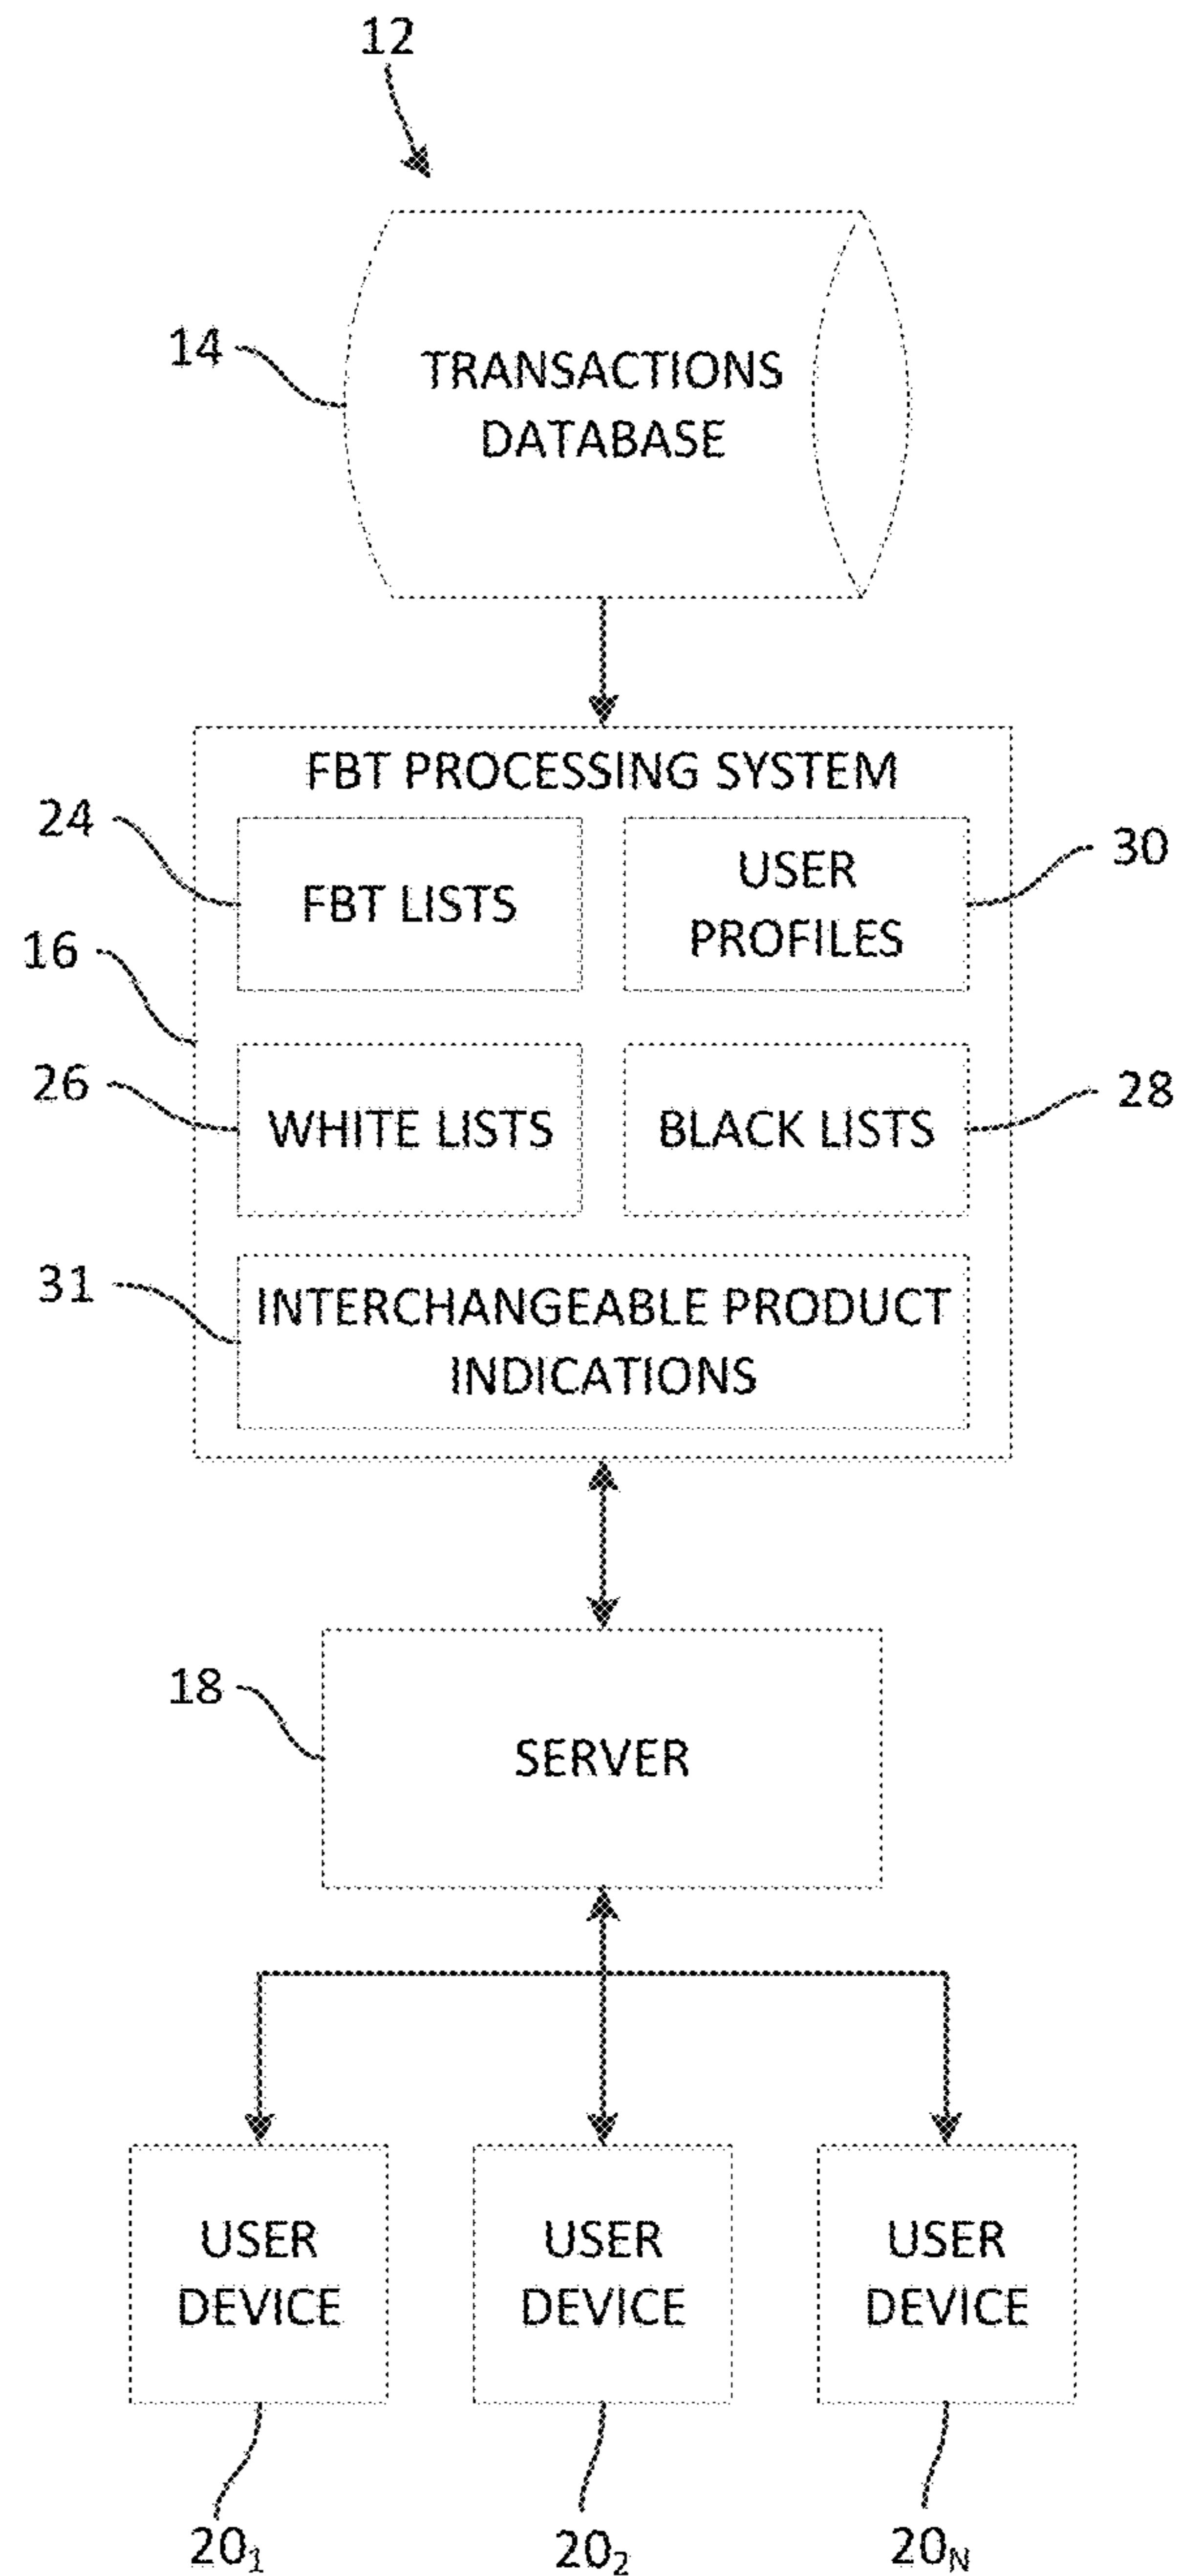 12
14
TRANSACTIONS
DATABASE
FBT PROCESSING SYSTEM
24
FBT LISTS
USER
PROFILES
30
16
26
WHITE LISTS
BLACK LISTS
28
31
INTERCHANGEABLE PRODUCT
INDICATIONS
18
SERVER
USER
DEVICE
USER
DEVICE
USER
DEVICE
20₁
20₂
20ₙ